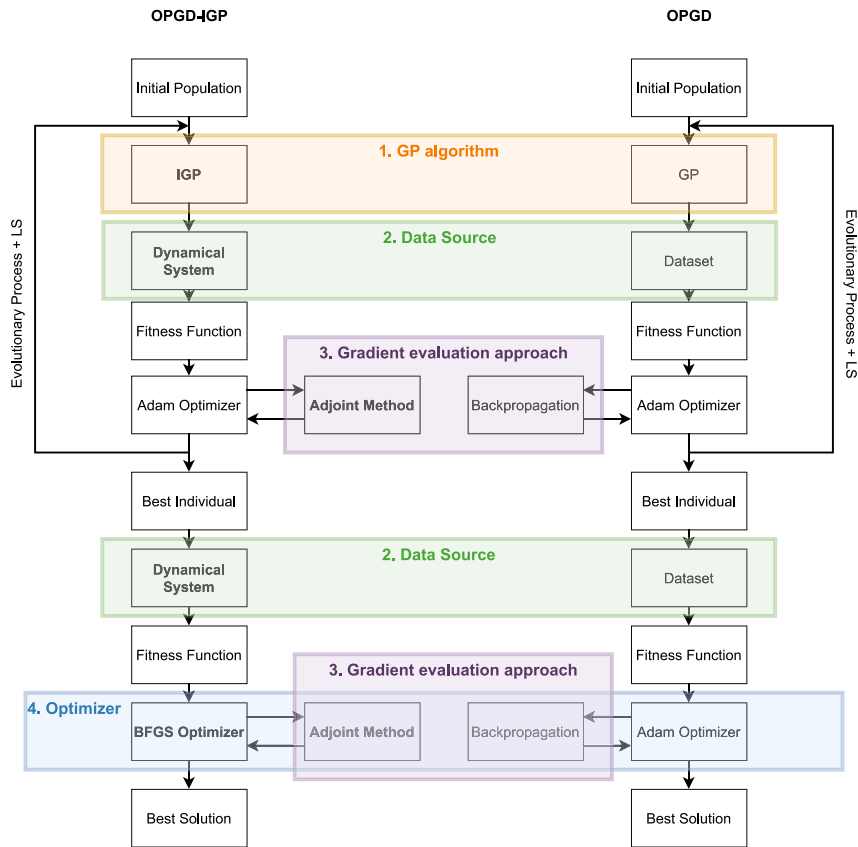 OPGD-IGP
OPGD
Initial Population
Initial Population
1. GP algorithm
IGP
GP
2. Data Source
Dynamical
System
Dataset
Evolutionary Process + LS
Evolutionary Process + LS
Fitness Function
Fitness Function
3. Gradient evaluation approach
Adam Optimizer
Adjoint Method
Backpropagation
Adam Optimizer
Best Individual
Best Individual
2. Data Source
Dynamical
System
Dataset
Fitness Function
Fitness Function
3. Gradient evaluation approach
4. Optimizer
BFGS Optimizer
Adjoint Method
Backpropagation
Adam Optimizer
Best Solution
Best Solution